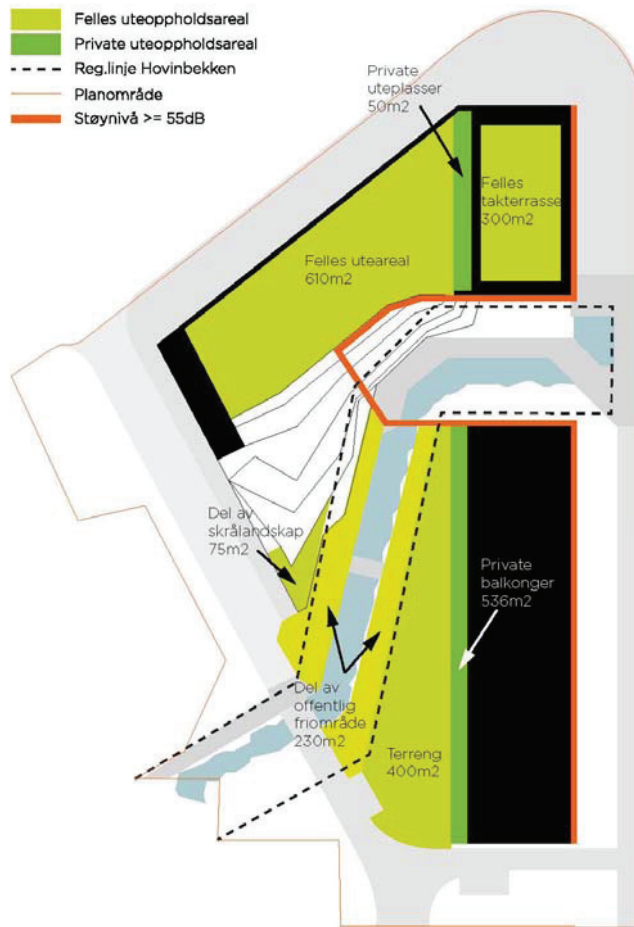 Felles uteoppholdsareal
Private uteoppholdsareal
Reg.linje Hovinbekken
Planområde
Støynivå >= 55dB
Private
uteplasser
50m2
Felles
takterrasse
300m2
Felles uteareal
610m2
Del av
skrålandskap
75m2
Private
balkonger
536m2
Del av
offentlig
friområde
230m2
Terreng
400m2